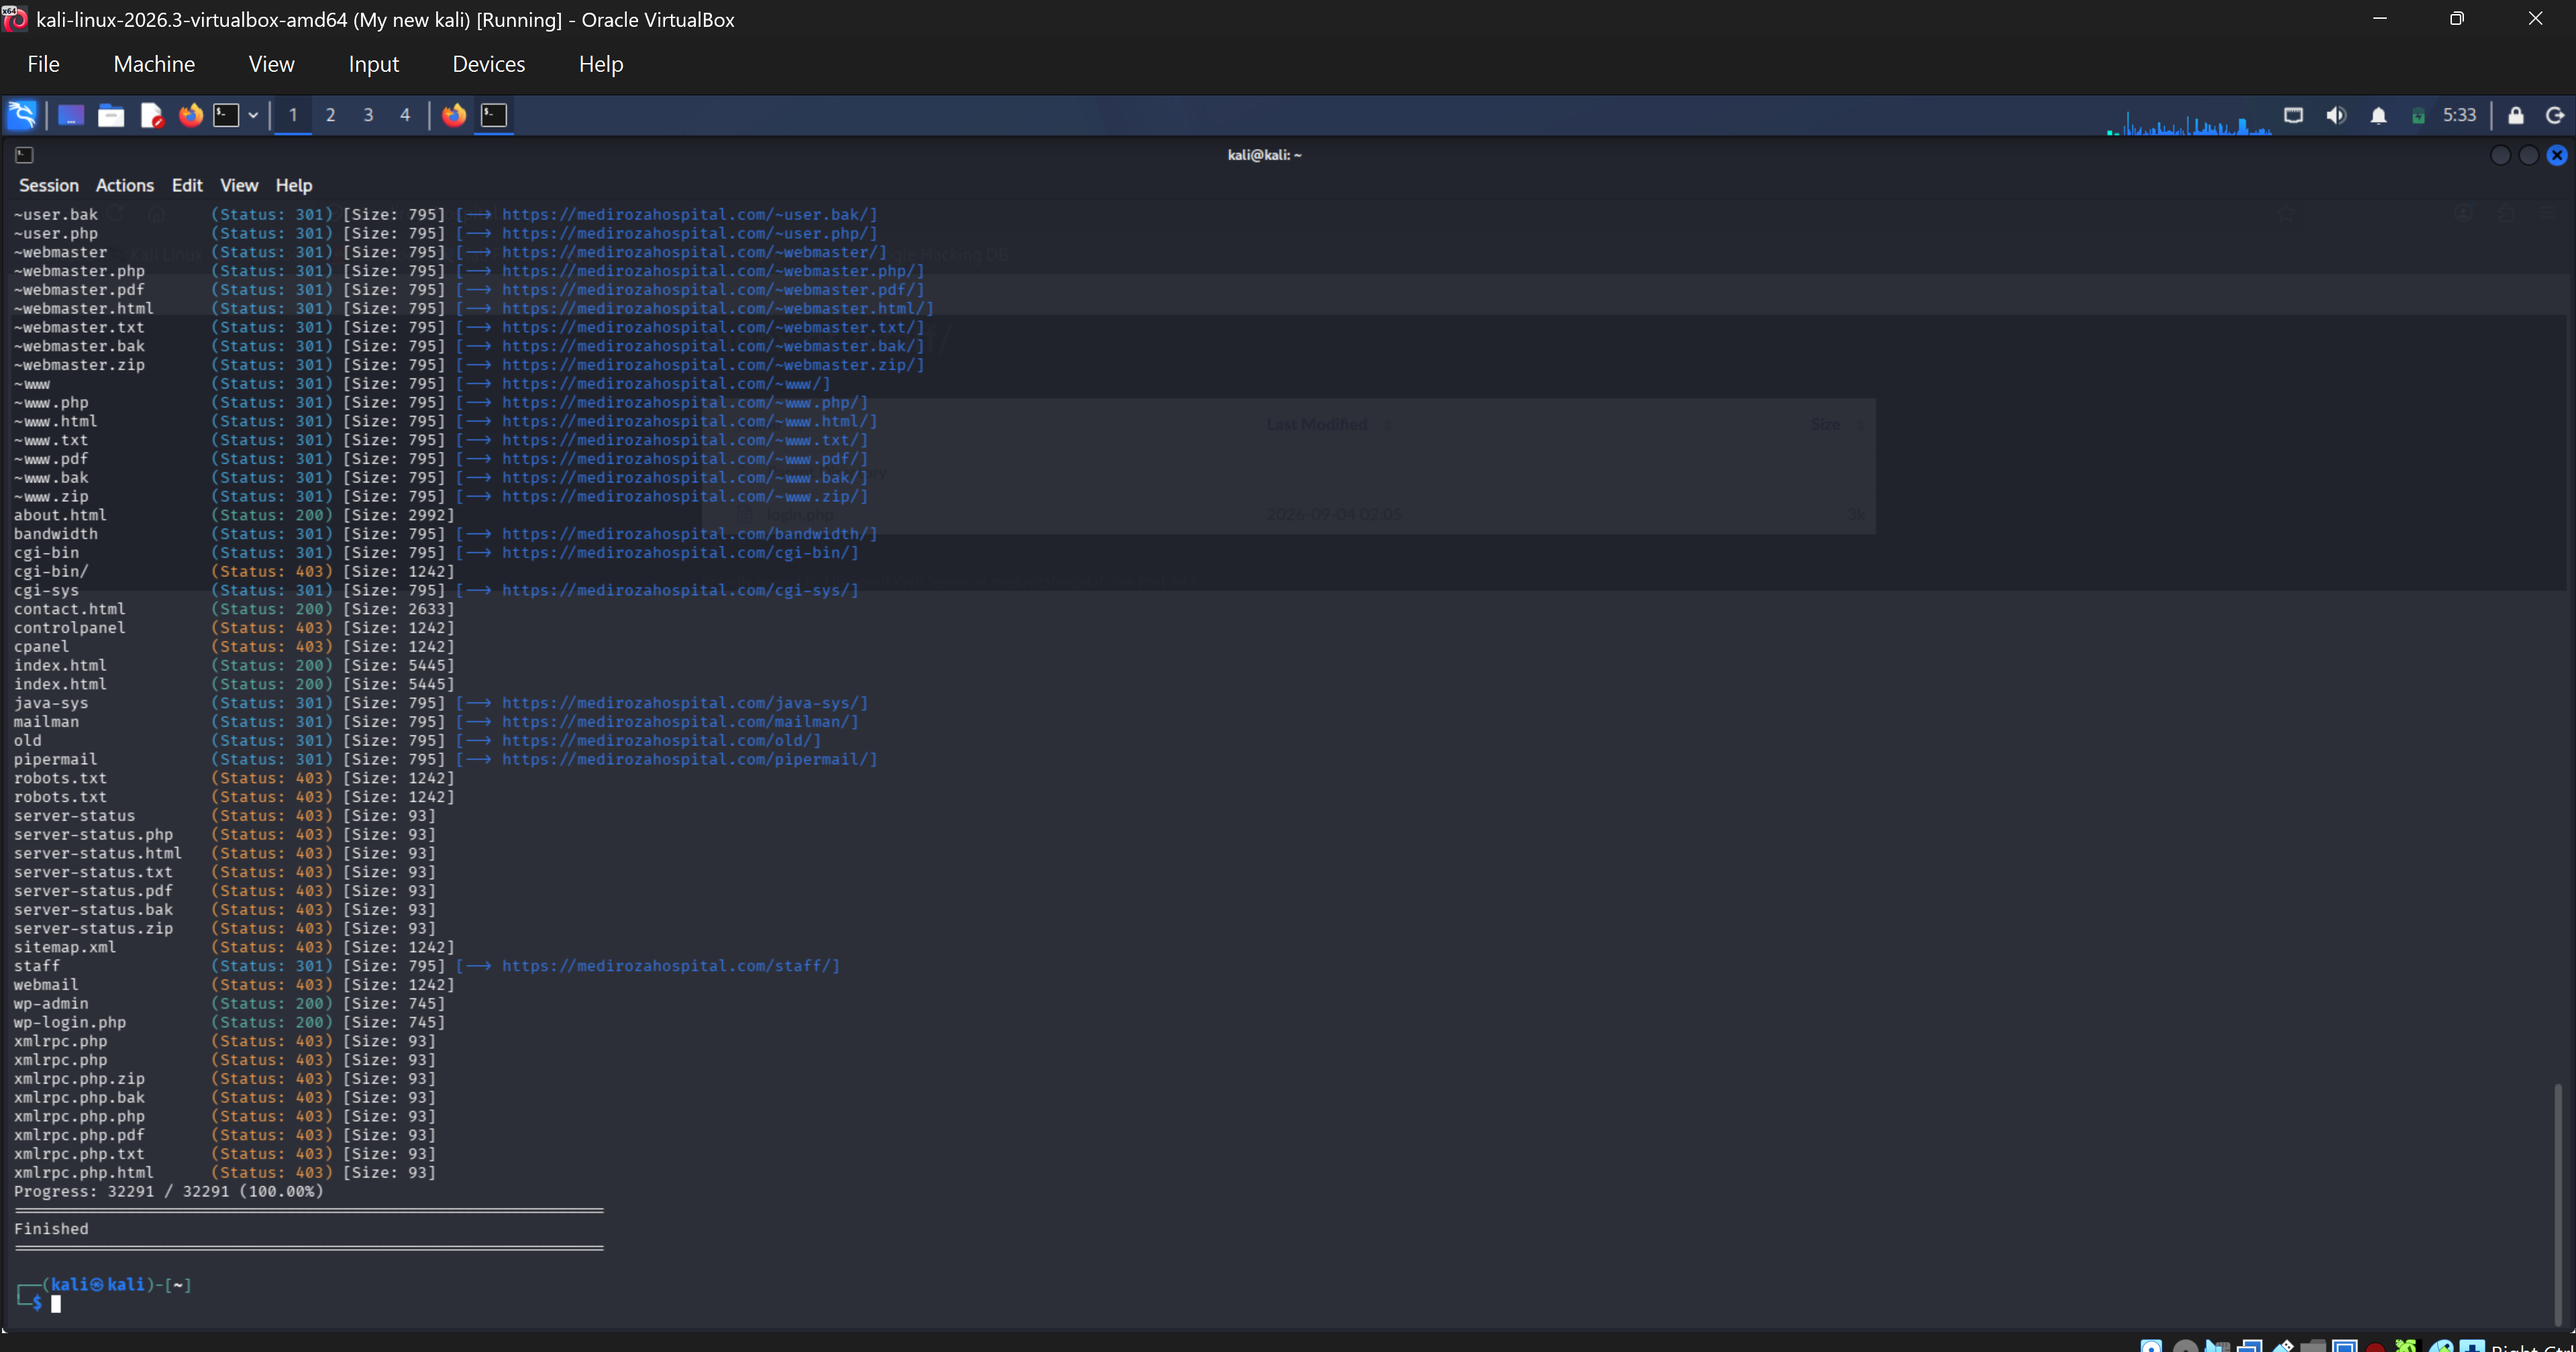 kali-linux-2026.3-virtualbox-amd64 (My new kali) [Running] - Oracle VirtualBox
File Machine View Input Devices Help
1 2 3 4 5:33
kali@kali: ~
Session Actions Edit View Help
~user.bak (Status: 301) [Size: 795] [--> https://medirozahospital.com/~user.bak/]
~user.php (Status: 301) [Size: 795] [--> https://medirozahospital.com/~user.php/]
~webmaster (Status: 301) [Size: 795] [--> https://medirozahospital.com/~webmaster/]
~webmaster.php (Status: 301) [Size: 795] [--> https://medirozahospital.com/~webmaster.php/]
~webmaster.pdf (Status: 301) [Size: 795] [--> https://medirozahospital.com/~webmaster.pdf/]
~webmaster.html (Status: 301) [Size: 795] [--> https://medirozahospital.com/~webmaster.html/]
~webmaster.txt (Status: 301) [Size: 795] [--> https://medirozahospital.com/~webmaster.txt/]
~webmaster.bak (Status: 301) [Size: 795] [--> https://medirozahospital.com/~webmaster.bak/]
~webmaster.zip (Status: 301) [Size: 795] [--> https://medirozahospital.com/~webmaster.zip/]
~www (Status: 301) [Size: 795] [--> https://medirozahospital.com/~www/]
~www.php (Status: 301) [Size: 795] [--> https://medirozahospital.com/~www.php/]
~www.html (Status: 301) [Size: 795] [--> https://medirozahospital.com/~www.html/]
~www.txt (Status: 301) [Size: 795] [--> https://medirozahospital.com/~www.txt/]
Last Modified Size
~www.pdf (Status: 301) [Size: 795] [--> https://medirozahospital.com/~www.pdf/]
~www.bak (Status: 301) [Size: 795] [--> https://medirozahospital.com/~www.bak/]
~www.zip (Status: 301) [Size: 795] [--> https://medirozahospital.com/~www.zip/]
about.html (Status: 200) [Size: 2992]
login.php 2026-09-04 02:05 3k
bandwidth (Status: 301) [Size: 795] [--> https://medirozahospital.com/bandwidth/]
cgi-bin (Status: 301) [Size: 795] [--> https://medirozahospital.com/cgi-bin/]
cgi-bin/ (Status: 403) [Size: 1242]
cgi-sys (Status: 301) [Size: 795] [--> https://medirozahospital.com/cgi-sys/]
contact.html (Status: 200) [Size: 2633]
controlpanel (Status: 403) [Size: 1242]
cpanel (Status: 403) [Size: 1242]
index.html (Status: 200) [Size: 5445]
index.html (Status: 200) [Size: 5445]
java-sys (Status: 301) [Size: 795] [--> https://medirozahospital.com/java-sys/]
mailman (Status: 301) [Size: 795] [--> https://medirozahospital.com/mailman/]
old (Status: 301) [Size: 795] [--> https://medirozahospital.com/old/]
pipermail (Status: 301) [Size: 795] [--> https://medirozahospital.com/pipermail/]
robots.txt (Status: 403) [Size: 1242]
robots.txt (Status: 403) [Size: 1242]
server-status (Status: 403) [Size: 93]
server-status.php (Status: 403) [Size: 93]
server-status.html (Status: 403) [Size: 93]
server-status.txt (Status: 403) [Size: 93]
server-status.pdf (Status: 403) [Size: 93]
server-status.bak (Status: 403) [Size: 93]
server-status.zip (Status: 403) [Size: 93]
sitemap.xml (Status: 403) [Size: 1242]
staff (Status: 301) [Size: 795] [--> https://medirozahospital.com/staff/]
webmail (Status: 403) [Size: 1242]
wp-admin (Status: 200) [Size: 745]
wp-login.php (Status: 200) [Size: 745]
xmlrpc.php (Status: 403) [Size: 93]
xmlrpc.php (Status: 403) [Size: 93]
xmlrpc.php.zip (Status: 403) [Size: 93]
xmlrpc.php.bak (Status: 403) [Size: 93]
xmlrpc.php.php (Status: 403) [Size: 93]
xmlrpc.php.pdf (Status: 403) [Size: 93]
xmlrpc.php.txt (Status: 403) [Size: 93]
xmlrpc.php.html (Status: 403) [Size: 93]
Progress: 32291 / 32291 (100.00%)
Finished
(kali㉿kali)-[~]
$